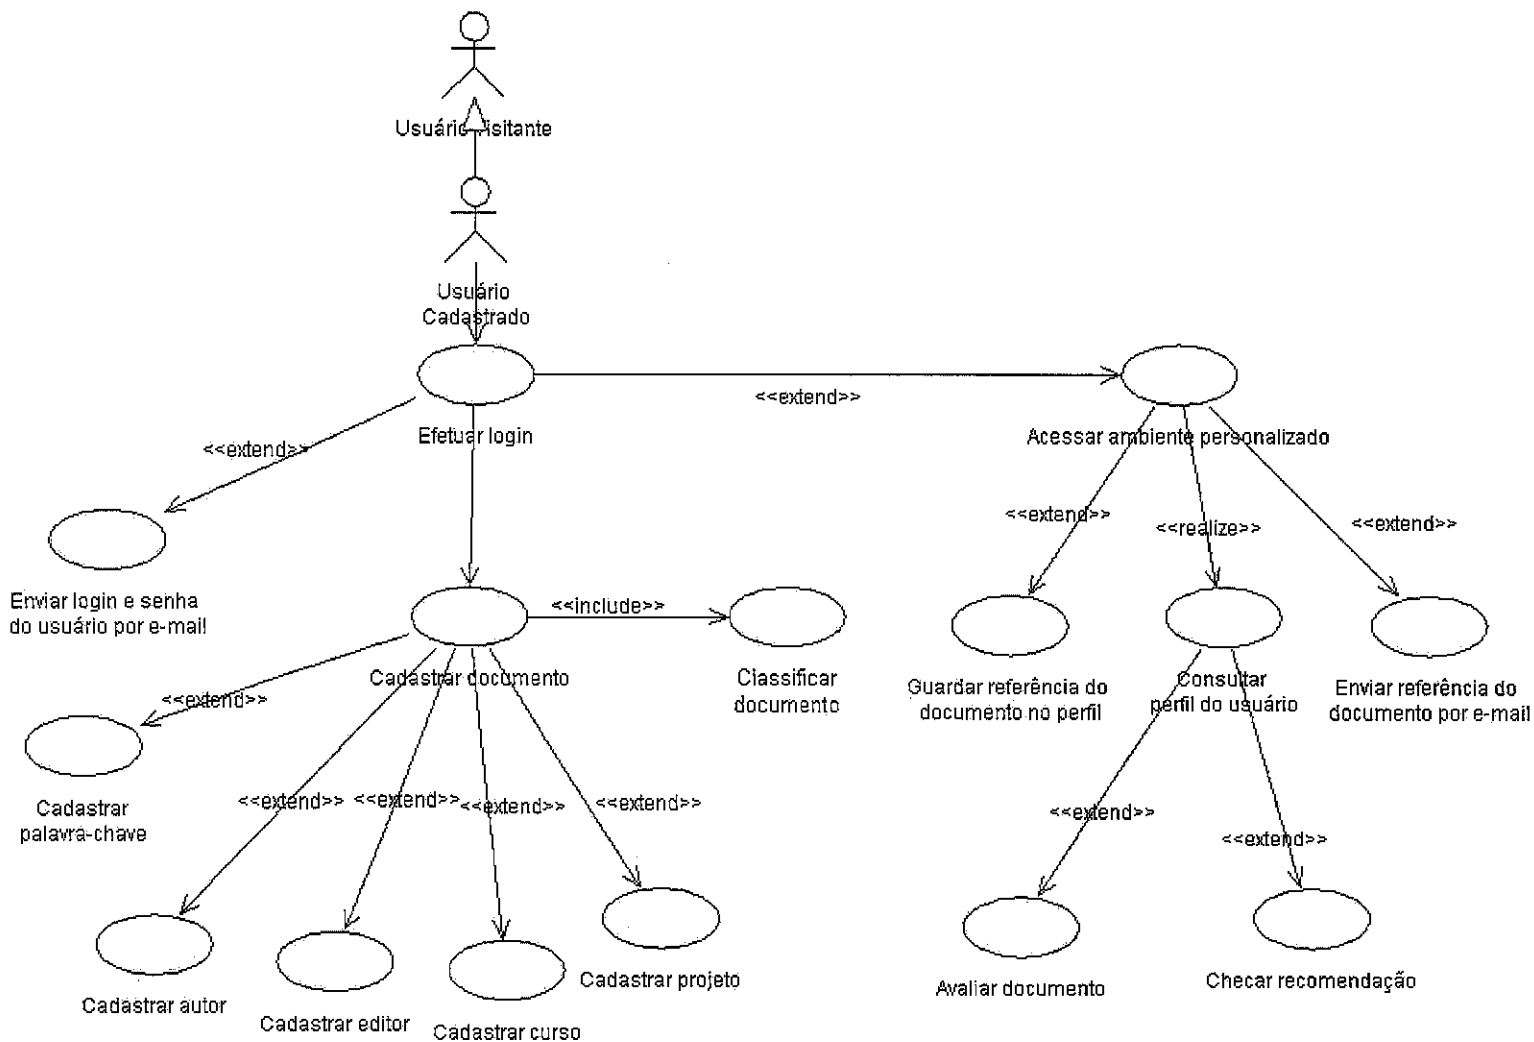 Usuário Visitante
Usuário
Cadastrado
<<extend>>
Efetuar login
Acessar ambiente personalizado
<<extend>>
<<extend>>
<<realize>>
<<extend>>
Enviar login e senha
do usuário por e-mail
<<include>>
Cadastrar documento
Classificar
documento
Guardar referência do
documento no perfil
Consultar
perfil do usuário
Enviar referência do
documento por e-mail
<<extend>>
Cadastrar
palavra-chave
<<extend>>
<<extend>>
<<extend>>
<<extend>>
<<extend>>
<<extend>>
Cadastrar autor
Cadastrar editor
Cadastrar curso
Cadastrar projeto
Avaliar documento
Checar recomendação